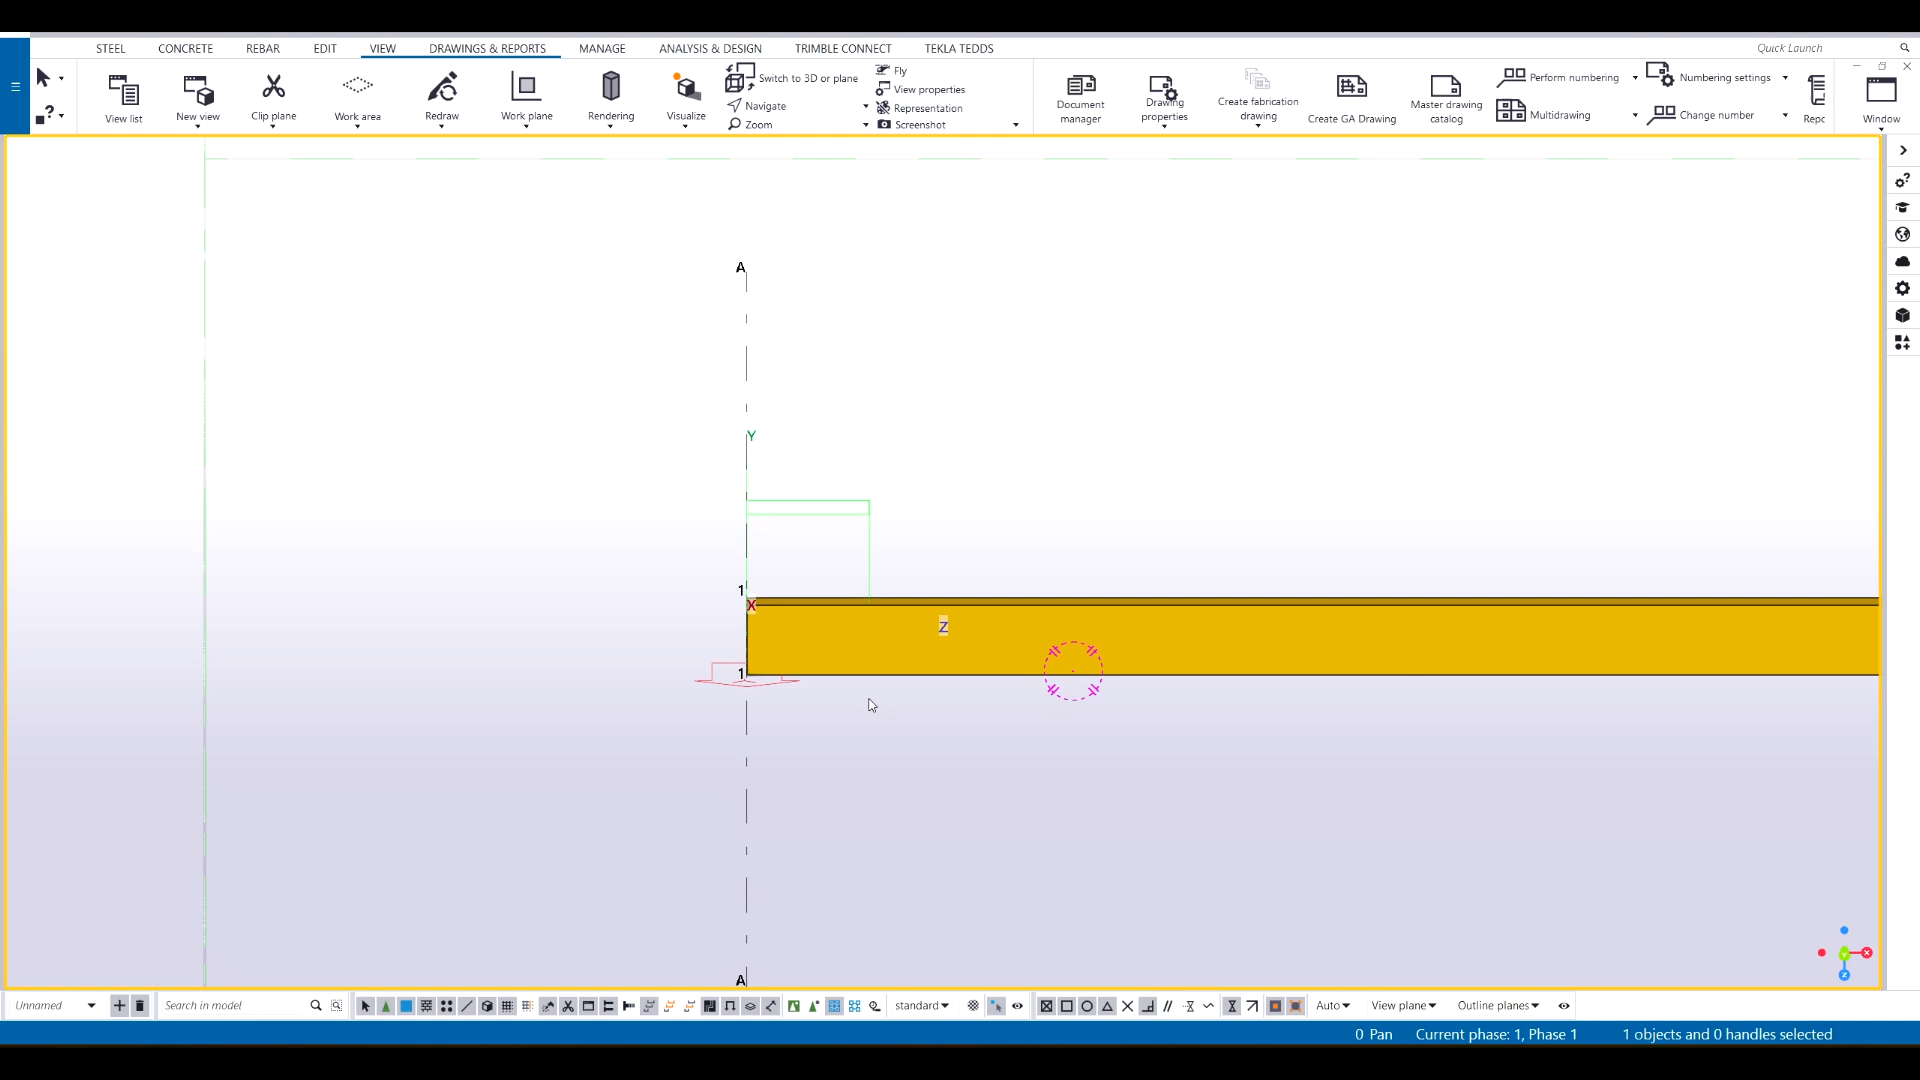 STEEL CONCRETE REBAR EDIT VIEW DRAWINGS & REPORTS MANAGE ANALYSIS & DESIGN TRIMBLE CONNECT TEKLA TEDDS Quick Launch
View list
New view
Clip plane
Work area
Redraw
Work plane
Rendering
Visualize
Switch to 3D or plane
Navigate
Zoom
Fly
View properties
Representation
Screenshot
Document
manager
Drawing
properties
Create fabrication
drawing
Create GA Drawing
Master drawing
catalog
Perform numbering
Multidrawing
Numbering settings
Change number
Repc
Window
A
Y
1
X
Z
1
A
X
Y
Z
Unnamed
Search in model
standard
Auto
View plane
Outline planes
0 Pan Current phase: 1, Phase 1 1 objects and 0 handles selected